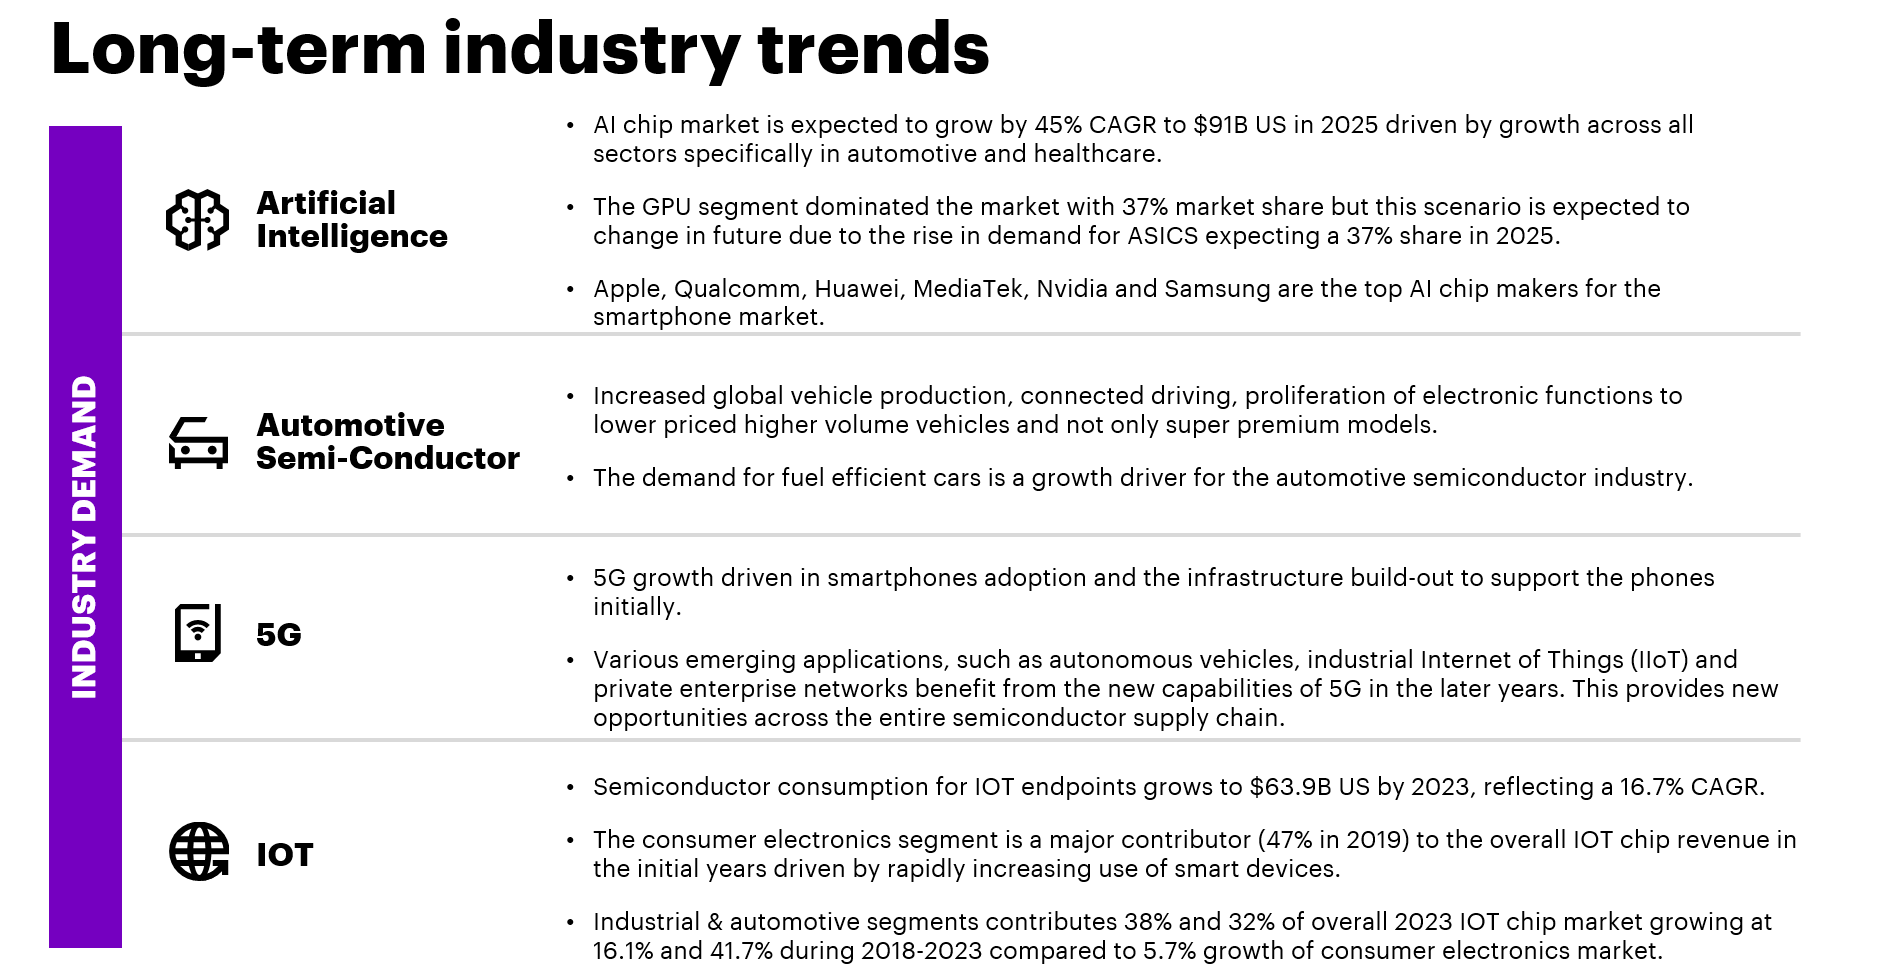 Long-term industry trends
INDUSTRY DEMAND
Artificial
Intelligence
• AI chip market is expected to grow by 45% CAGR to $91B US in 2025 driven by growth across all
sectors specifically in automotive and healthcare.
• The GPU segment dominated the market with 37% market share but this scenario is expected to
change in future due to the rise in demand for ASICS expecting a 37% share in 2025.
• Apple, Qualcomm, Huawei, MediaTek, Nvidia and Samsung are the top AI chip makers for the
smartphone market.
Automotive
Semi-Conductor
• Increased global vehicle production, connected driving, proliferation of electronic functions to
lower priced higher volume vehicles and not only super premium models.
• The demand for fuel efficient cars is a growth driver for the automotive semiconductor industry.
5G
• 5G growth driven in smartphones adoption and the infrastructure build-out to support the phones
initially.
• Various emerging applications, such as autonomous vehicles, industrial Internet of Things (IIoT) and
private enterprise networks benefit from the new capabilities of 5G in the later years. This provides new
opportunities across the entire semiconductor supply chain.
IOT
• Semiconductor consumption for IOT endpoints grows to $63.9B US by 2023, reflecting a 16.7% CAGR.
• The consumer electronics segment is a major contributor (47% in 2019) to the overall IOT chip revenue in
the initial years driven by rapidly increasing use of smart devices.
• Industrial & automotive segments contributes 38% and 32% of overall 2023 IOT chip market growing at
16.1% and 41.7% during 2018-2023 compared to 5.7% growth of consumer electronics market.